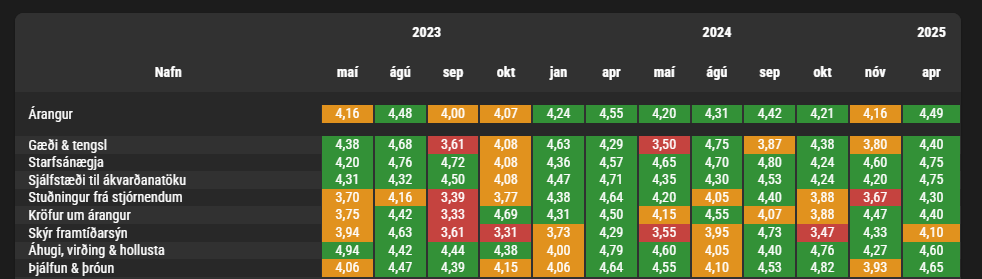 2023 2024 2025
Nafn maí ágú sep okt jan apr maí ágú sep okt nóv apr
Árangur 4,16 4,48 4,00 4,07 4,24 4,55 4,20 4,31 4,42 4,21 4,16 4,49
Gæði & tengsl 4,38 4,68 3,61 4,08 4,63 4,29 3,50 4,75 3,87 4,38 3,80 4,40
Starfsánægja 4,20 4,76 4,72 4,08 4,36 4,57 4,65 4,70 4,80 4,24 4,60 4,75
Sjálfstæði til ákvarðanatöku 4,31 4,32 4,50 4,08 4,47 4,71 4,35 4,30 4,53 4,24 4,20 4,75
Stuðningur frá stjórnendum 3,70 4,16 3,39 3,77 4,38 4,64 4,20 4,05 4,40 3,88 3,67 4,30
Kröfur um árangur 3,75 4,42 3,33 4,69 4,31 4,50 4,15 4,55 4,07 3,88 4,47 4,40
Skýr framtíðarsýn 3,94 4,63 3,61 3,31 3,73 4,29 3,55 3,95 4,73 3,47 4,33 4,10
Áhugi, virðing & hollusta 4,94 4,42 4,44 4,38 4,00 4,79 4,60 4,05 4,40 4,76 4,27 4,60
Þjálfun & þróun 4,06 4,47 4,39 4,15 4,06 4,64 4,55 4,10 4,53 4,82 3,93 4,65